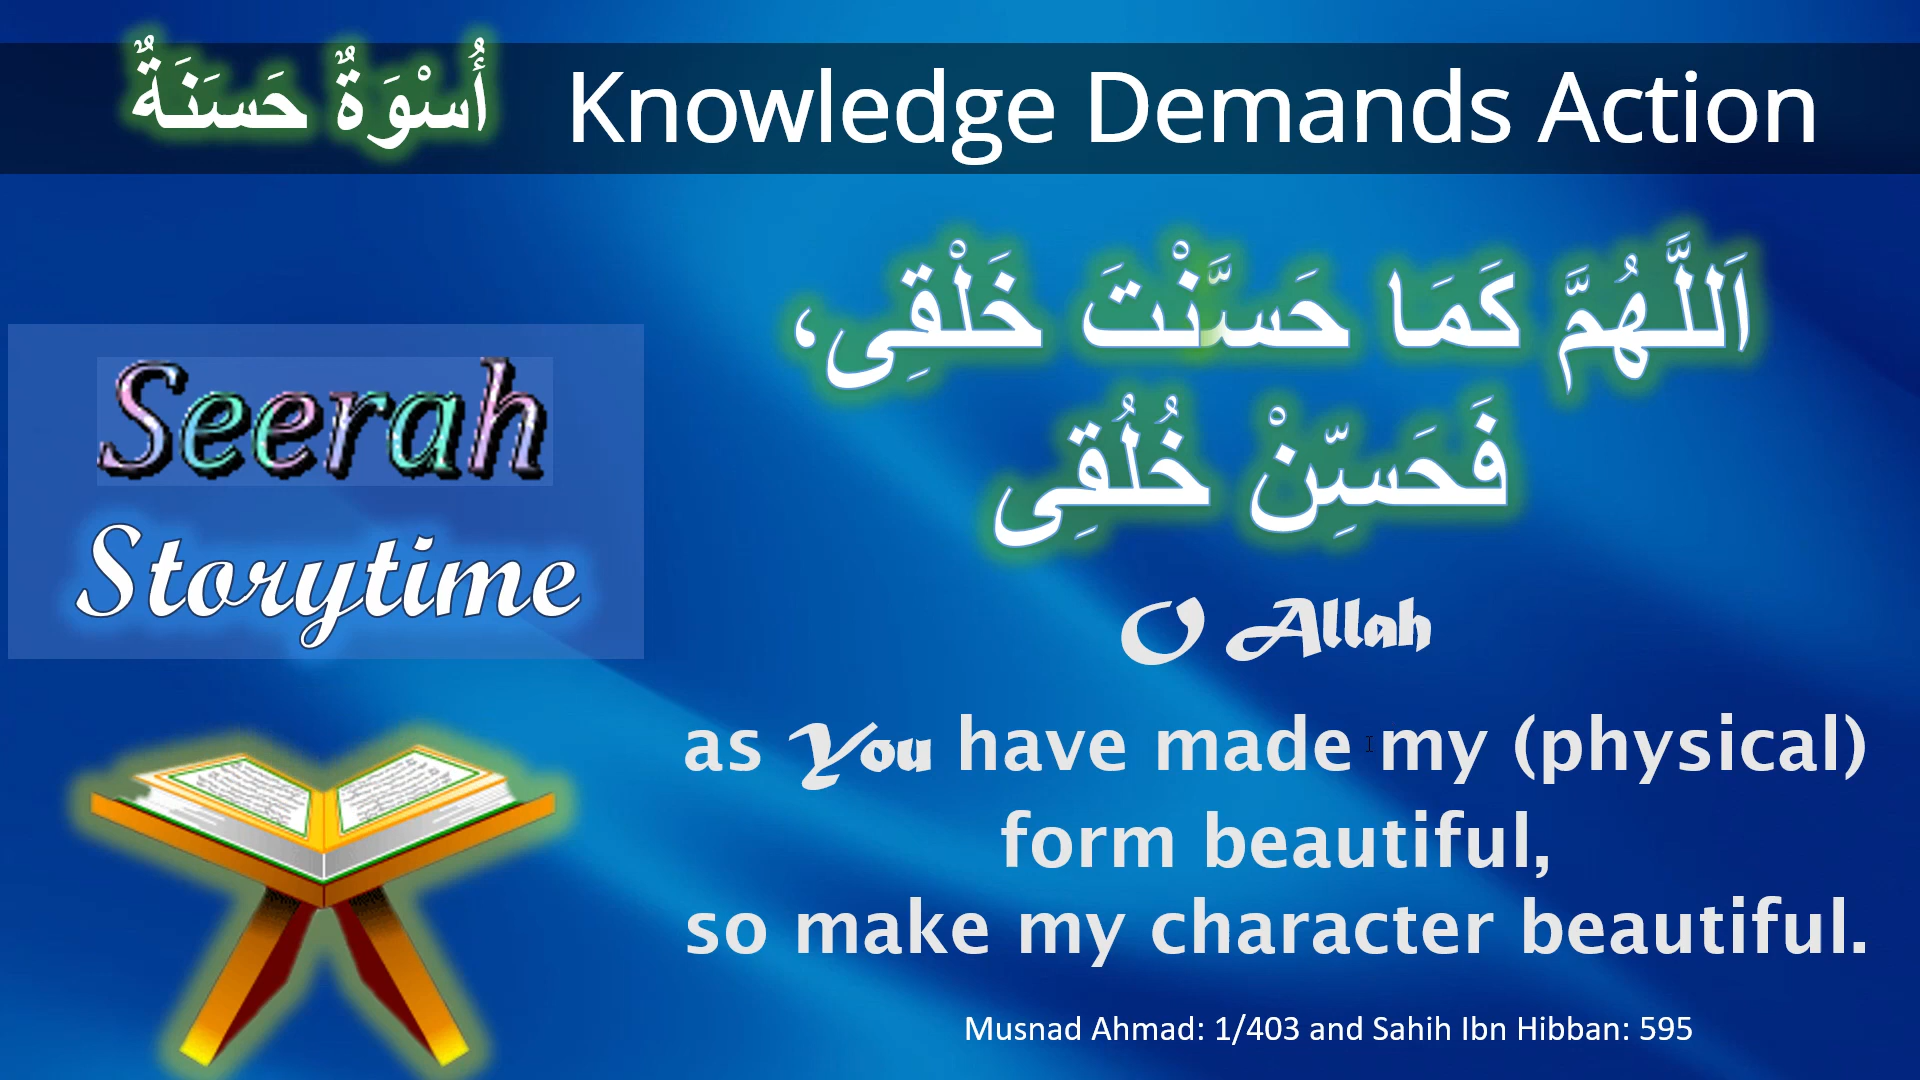 أُسْوَةٌ حَسَنَةٌ
Knowledge Demands Action
Seerah
Storytime
اَللَّهُمَّ كَمَا حَسَّنْتَ خَلْقِى،
فَحَسِّنْ خُلُقِى
O Allah
as You have made my (physical)
form beautiful,
so make my character beautiful.
Musnad Ahmad: 1/403 and Sahih Ibn Hibban: 595